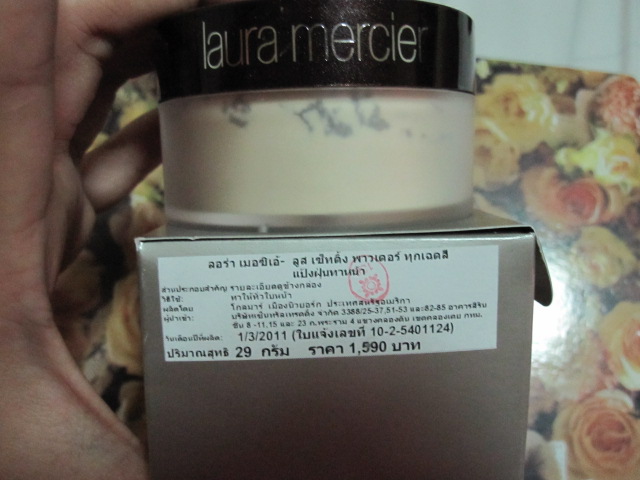 laura mercier
ลอร่า เมอซิเอ้- ลูส เซ็ทติ้ง พาวเดอร์ ทุกเฉดสี
แป้งฝุ่นทาหน้า
ส่วนประกอบสำคัญ รายละเอียดดูข้างกล่อง
วิธีใช้: ทาให้ทั่วใบหน้า
ผลิตโดย โกลมาร์ เมืองนิวยอร์ก ประเทศสหรัฐอเมริกา
ผู้นำเข้า: บริษัทเซ็นทรัลเทรดดิ้ง จำกัด 3388/25-37,51-53 และ82-85 อาคารสิริน
ชั้น 8 -11,15 และ 23 ถ.พระราม 4 แขวงคลองตัน เขตคลองเตย กทม.
วันเดือนปีที่ผลิต: 1/3/2011 (ใบแจ้งเลขที่ 10-2-5401124)
ปริมาณสุทธิ 29 กรัม ราคา 1,590 บาท